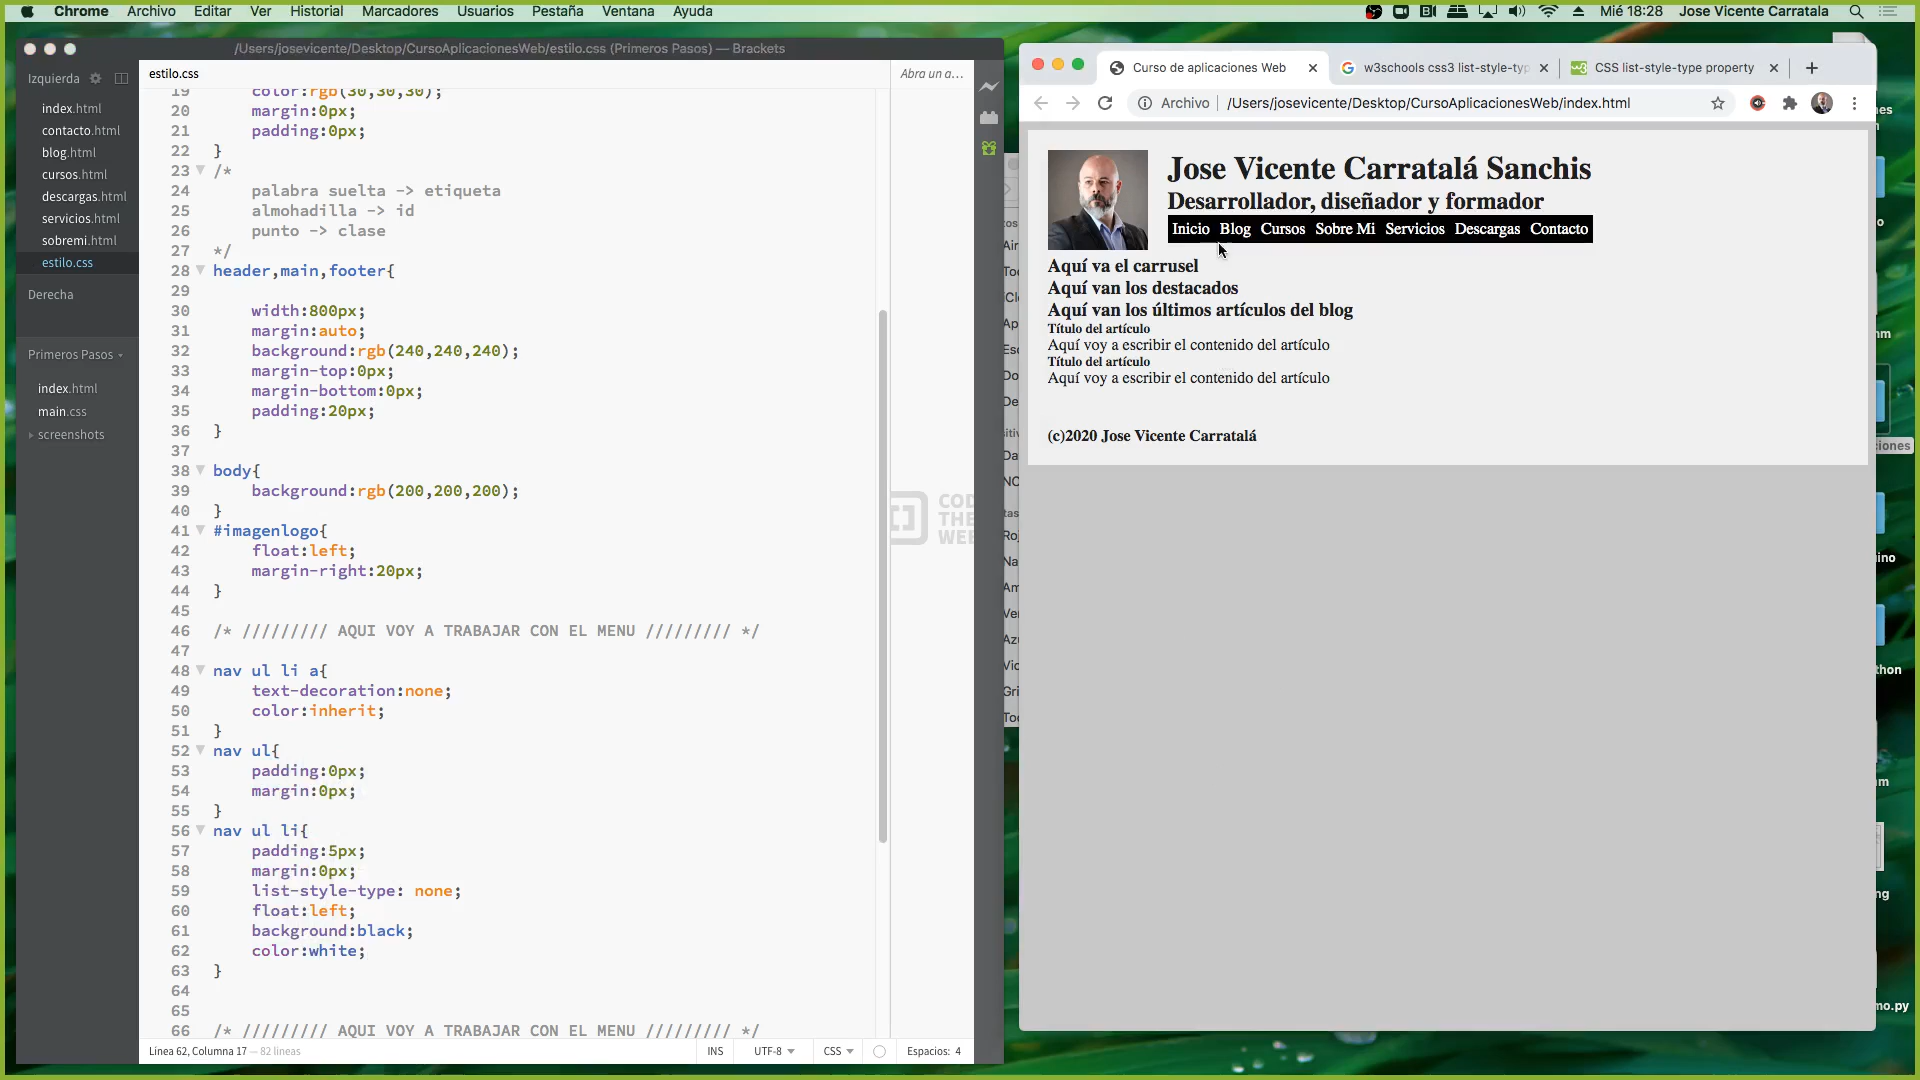 Chrome Archivo Editar Ver Historial Marcadores Usuarios Pestaña Ventana Ayuda
Mié 18:28 Jose Vicente Carratala
/Users/josevicente/Desktop/CursoAplicacionesWeb/estilo.css (Primeros Pasos) — Brackets
Izquierda
index.html
contacto.html
blog.html
cursos.html
descargas.html
servicios.html
sobremi.html
estilo.css
Derecha
Primeros Pasos
index.html
main.css
screenshots
estilo.css
Abra un a...
19 color:rgb(30,30,30);
20 margin:0px;
21 padding:0px;
22 }
23 /*
24 palabra suelta -> etiqueta
25 almohadilla -> id
26 punto -> clase
27 */
28 header,main,footer{
29
30 width:800px;
31 margin:auto;
32 background:rgb(240,240,240);
33 margin-top:0px;
34 margin-bottom:0px;
35 padding:20px;
36 }
37
38 body{
39 background:rgb(200,200,200);
40 }
41 #imagenlogo{
42 float:left;
43 margin-right:20px;
44 }
45
46 /* ///////// AQUI VOY A TRABAJAR CON EL MENU ///////// */
47
48 nav ul li a{
49 text-decoration:none;
50 color:inherit;
51 }
52 nav ul{
53 padding:0px;
54 margin:0px;
55 }
56 nav ul li{
57 padding:5px;
58 margin:0px;
59 list-style-type: none;
60 float:left;
61 background:black;
62 color:white;
63 }
64
65
66 /* ///////// AQUI VOY A TRABAJAR CON EL MENU ///////// */
Línea 62, Columna 17 — 82 líneas
INS UTF-8 CSS Espacios: 4
COD
THE
WEB
Curso de aplicaciones Web
w3schools css3 list-style-typ
CSS list-style-type property
Archivo
/Users/josevicente/Desktop/CursoAplicacionesWeb/index.html
Jose Vicente Carratalá Sanchis
Desarrollador, diseñador y formador
Inicio Blog Cursos Sobre Mi Servicios Descargas Contacto
Aquí va el carrusel
Aquí van los destacados
Aquí van los últimos artículos del blog
Título del artículo
Aquí voy a escribir el contenido del artículo
Título del artículo
Aquí voy a escribir el contenido del artículo
(c)2020 Jose Vicente Carratalá